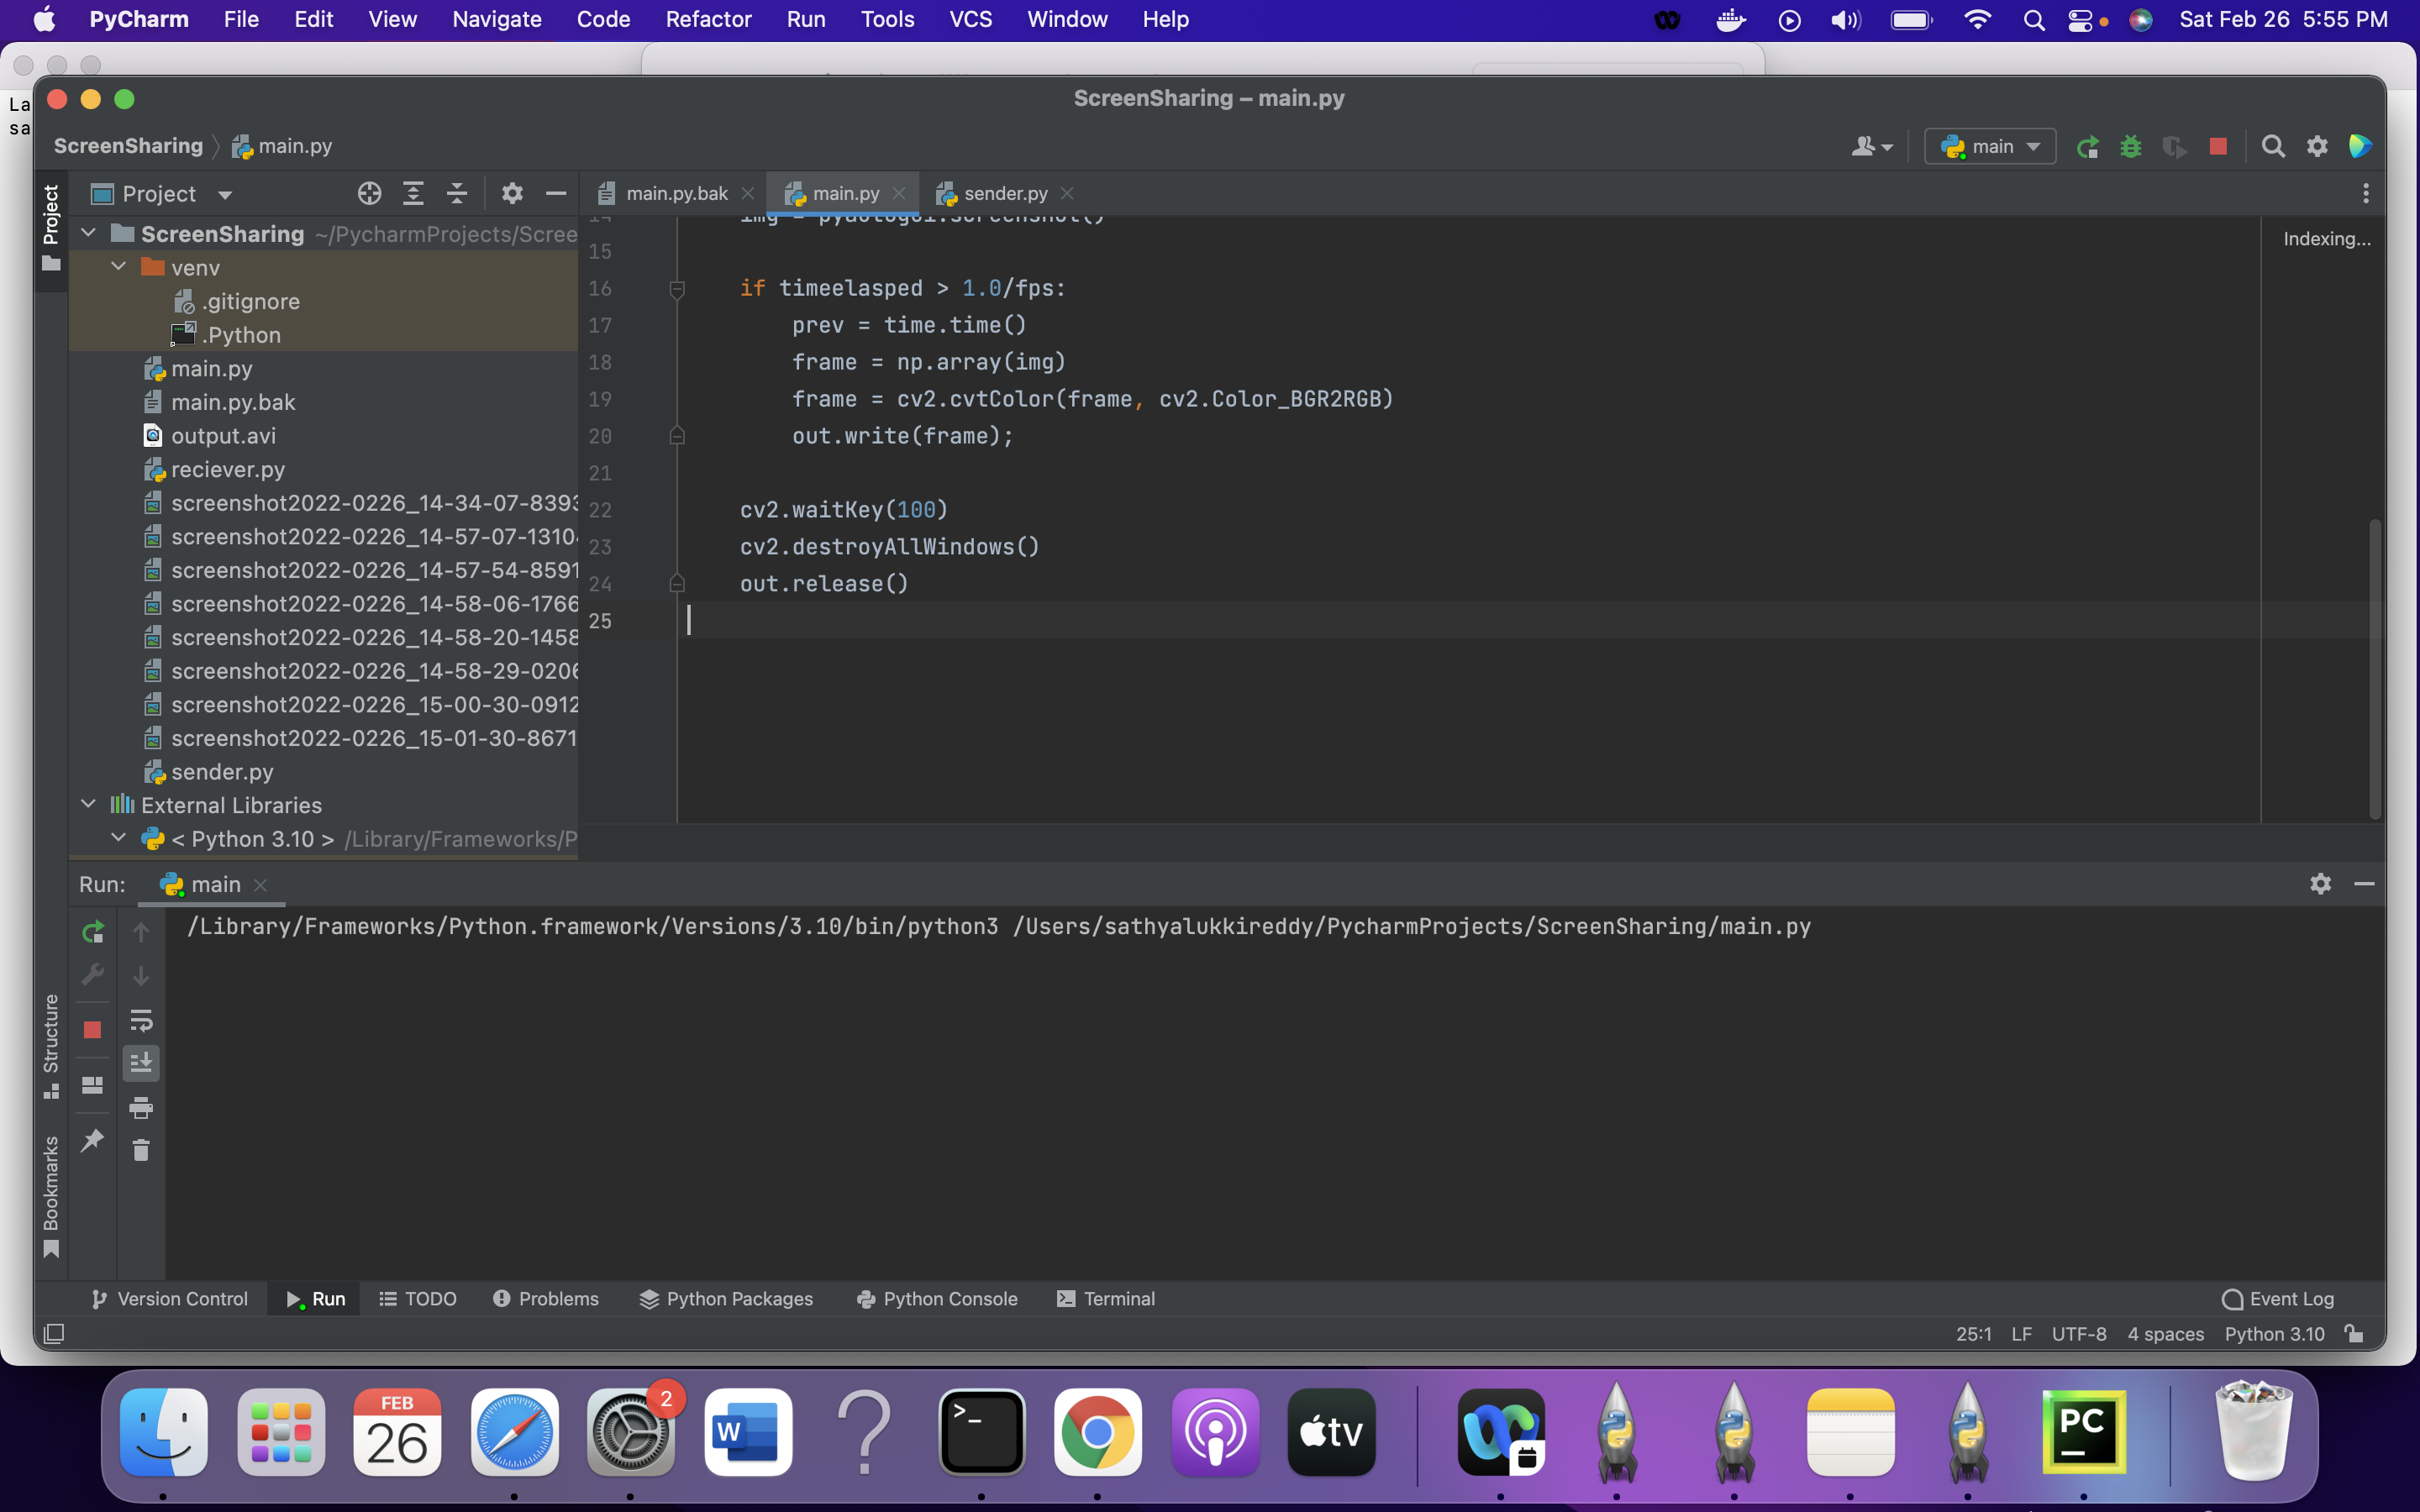 PyCharm File Edit View Navigate Code Refactor Run Tools VCS Window Help Sat Feb 26 5:55 PM
La
sa
ScreenSharing – main.py
ScreenSharing main.py main
Project
Project main.py.bak main.py sender.py
ScreenSharing ~/PycharmProjects/Scree
venv
.gitignore
.Python
main.py
main.py.bak
output.avi
reciever.py
screenshot2022-0226_14-34-07-8393
screenshot2022-0226_14-57-07-1310
screenshot2022-0226_14-57-54-8591
screenshot2022-0226_14-58-06-1766
screenshot2022-0226_14-58-20-1458
screenshot2022-0226_14-58-29-0206
screenshot2022-0226_15-00-30-0912
screenshot2022-0226_15-01-30-8671
sender.py
External Libraries
< Python 3.10 > /Library/Frameworks/P
14 img = pyautogui.screenshot()
Indexing...
15
16 if timeelasped > 1.0/fps:
17 prev = time.time()
18 frame = np.array(img)
19 frame = cv2.cvtColor(frame, cv2.Color_BGR2RGB)
20 out.write(frame);
21
22 cv2.waitKey(100)
23 cv2.destroyAllWindows()
24 out.release()
25
Run: main
/Library/Frameworks/Python.framework/Versions/3.10/bin/python3 /Users/sathyalukkireddy/PycharmProjects/ScreenSharing/main.py
Structure
Bookmarks
Version Control Run TODO Problems Python Packages Python Console Terminal Event Log
25:1 LF UTF-8 4 spaces Python 3.10
FEB
26
2
W
>_
tv
PC